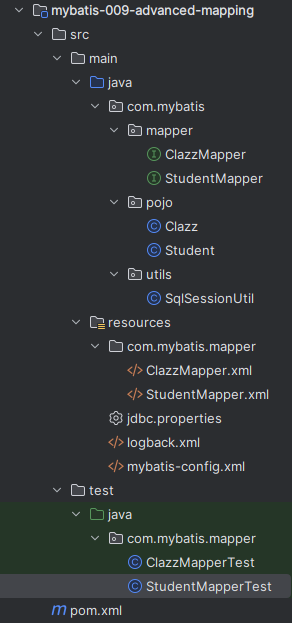 mybatis-009-advanced-mapping
src
main
java
com.mybatis
mapper
ClazzMapper
StudentMapper
pojo
Clazz
Student
utils
SqlSessionUtil
resources
com.mybatis.mapper
ClazzMapper.xml
StudentMapper.xml
jdbc.properties
logback.xml
mybatis-config.xml
test
java
com.mybatis.mapper
ClazzMapperTest
StudentMapperTest
pom.xml